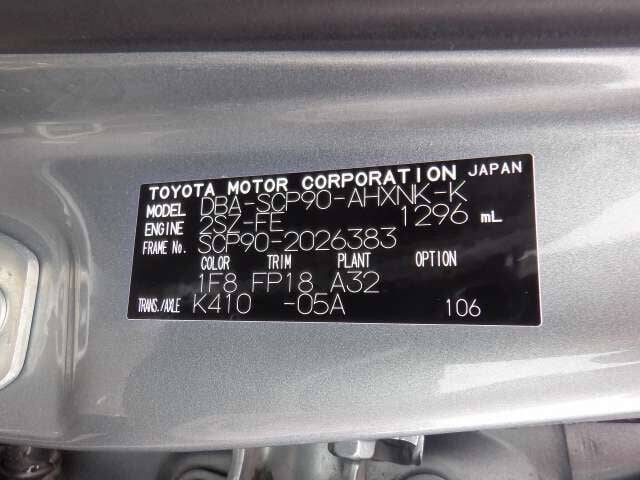 TOYOTA MOTOR CORPORATION JAPAN
MODEL DBA-SCP90-AHXNK-K
ENGINE 2SZ-FE 1296 mL
FRAME No. SCP90-2026383
COLOR TRIM PLANT OPTION
1F8 FP18 A32
TRANS./AXLE K410 -05A 106